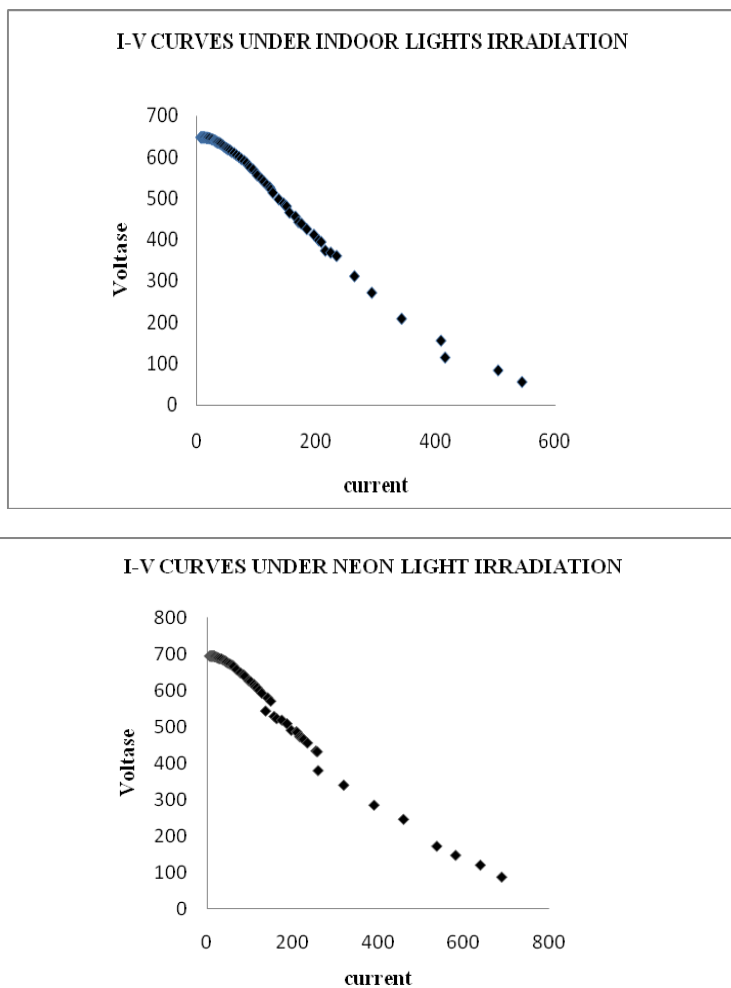 I-V CURVES UNDER INDOOR LIGHTS IRRADIATION
700
600
500
400
300
200
100
0
Voltase
0 200 400 600
current
I-V CURVES UNDER NEON LIGHT IRRADIATION
800
700
600
500
400
300
200
100
0
Voltase
0 200 400 600 800
current